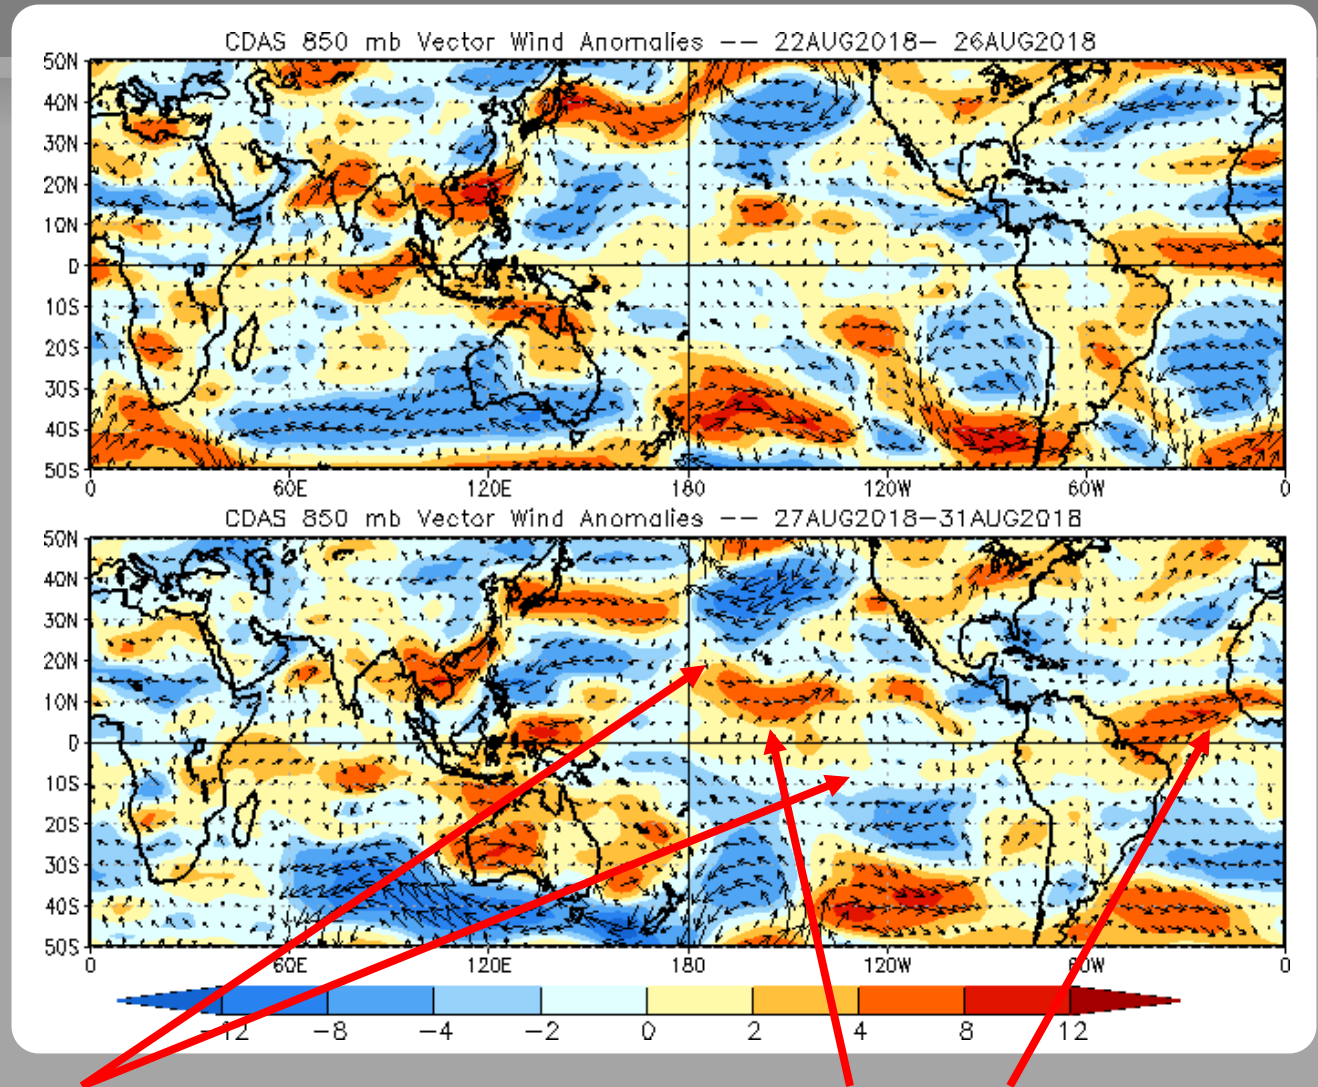 CDAS 850 mb Vector Wind Anomalies -- 22AUG2018- 26AUG2018
50N
40N
30N
20N
10N
0
10S
20S
30S
40S
50S
0 60E 120E 180 120W 60W 0
CDAS 850 mb Vector Wind Anomalies -- 27AUG2018-31AUG2018
50N
40N
30N
20N
10N
0
10S
20S
30S
40S
50S
0 60E 120E 180 120W 60W 0
-12 -8 -4 -2 0 2 4 8 12